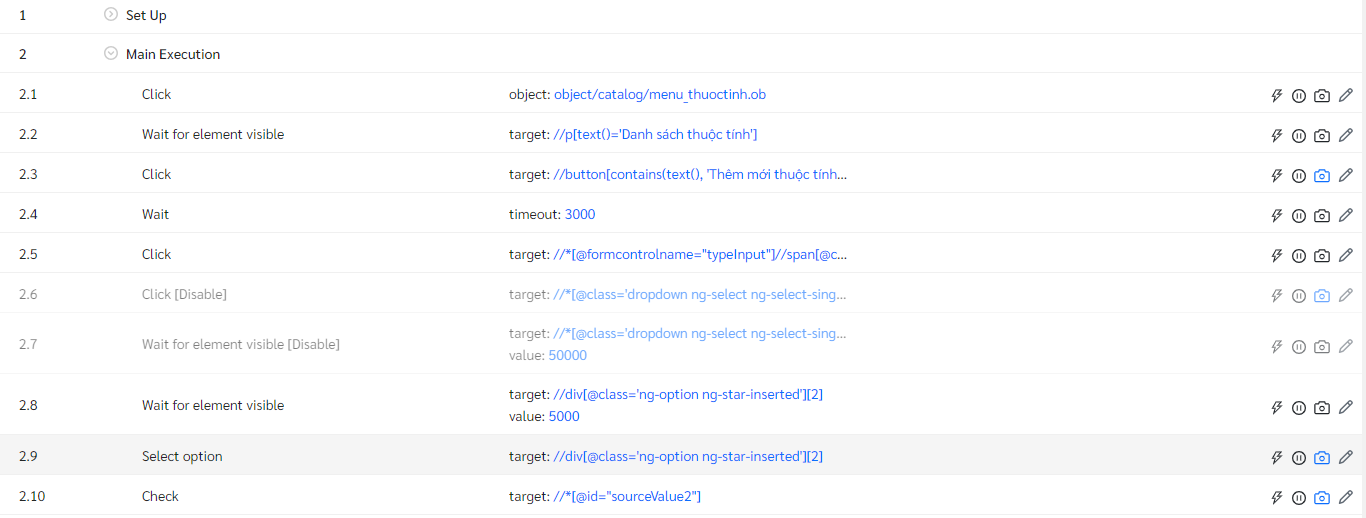 1 Set Up
2 Main Execution
2.1 Click object: object/catalog/menu_thuoctinh.ob
2.2 Wait for element visible target: //p[text()='Danh sách thuộc tính']
2.3 Click target: //button[contains(text(), 'Thêm mới thuộc tính...
2.4 Wait timeout: 3000
2.5 Click target: //*[@formcontrolname="typeInput"]//span[@c...
2.6 Click [Disable] target: //*[@class='dropdown ng-select ng-select-sing...
2.7 Wait for element visible [Disable] target: //*[@class='dropdown ng-select ng-select-sing...
value: 50000
2.8 Wait for element visible target: //div[@class='ng-option ng-star-inserted'][2]
value: 5000
2.9 Select option target: //div[@class='ng-option ng-star-inserted'][2]
2.10 Check target: //*[@id="sourceValue2"]